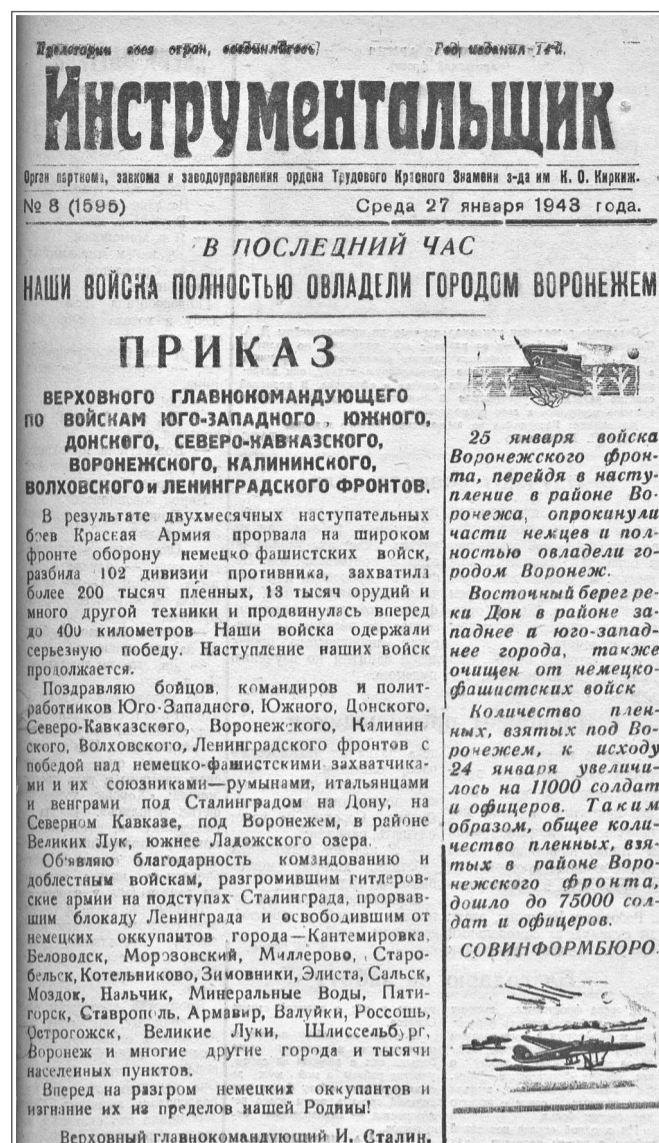 Пролетарии всех стран, соединяйтесь!
Год издания 14-й.
Инструментальщик
Орган парткома, завкома и заводоуправления ордена Трудового Красного Знамени з-да им К. О. Киркиж.
№ 8 (1595)
Среда 27 января 1943 года.
В ПОСЛЕДНИЙ ЧАС
НАШИ ВОЙСКА ПОЛНОСТЬЮ ОВЛАДЕЛИ ГОРОДОМ ВОРОНЕЖЕМ
ПРИКАЗ
ВЕРХОВНОГО ГЛАВНОКОМАНДУЮЩЕГО
ПО ВОЙСКАМ ЮГО-ЗАПАДНОГО, ЮЖНОГО,
ДОНСКОГО, СЕВЕРО-КАВКАЗСКОГО,
ВОРОНЕЖСКОГО, КАЛИНИНСКОГО,
ВОЛХОВСКОГО и ЛЕНИНГРАДСКОГО ФРОНТОВ.
В результате двухмесячных наступательных
боев Красная Армия прорвала на широком
фронте оборону немецко фашистских войск,
разбила 102 дивизии противника, захватила
более 200 тысяч пленных, 13 тысяч орудий и
много другой техники и продвинулась вперед
до 400 километров Наши войска одержали
серьезную победу. Наступление наших войск
продолжается.
Поздравляю бойцов, командиров и полит-
работников Юго-Западного, Южного, Донского,
Северо-Кавказского, Воронежского, Калинин
ского, Волховского, Ленинградского фронтов с
победой над немецко-фашистскими захватчика-
ми и их союзниками—румынами, итальянцами
и венграми под Сталинградом на Дону, на
Северном Кавказе, под Воронежем, в районе
Великих Лук, южнее Ладожского озера.
Об'являю благодарность командованию и
доблестным войскам, разгромившим гитлеров-
ские армии на подступах Сталинграда, прорвав-
шим блокаду Ленинграда и освободившим от
немецких оккупантов города—Кантемировка,
Беловодск, Морозовский, Миллерово, Старо-
бельск, Котельниково, Зимовники, Элиста, Сальск,
Моздок, Нальчик, Минеральные Воды, Пяти-
горск, Ставрополь, Армавир, Валуйки, Россошь,
Острогожск, Великие Луки, Шлиссельбург,
Воронеж и многие другие города и тысячи
населенных пунктов.
Вперед на разгром немецких оккупантов и
изгнание их из пределов нашей Родины!
Верховный главнокомандующий И. Сталин.
25 января войска
Воронежского фрон-
та, перейдя в насту-
пление в районе Во-
ронежа, опрокинули
части немцев и пол-
ностью овладели го-
родом Воронеж.
Восточный берег ре-
ки Дон в районе за-
паднее а юго-запад-
нее города, также
очищен от немецко-
фашистских войск
Количество плен-
ных, взятых под Во-
ронежем, к исходу
24 января увеличи-
лось на 11000 солдат
и офицеров. Таким
образом, общее коли-
чество пленных, взя-
тых в районе Воро-
нежского фронта,
дошло до 75000 сол-
дат и офицеров.
СОВИНФОРМБЮРО.